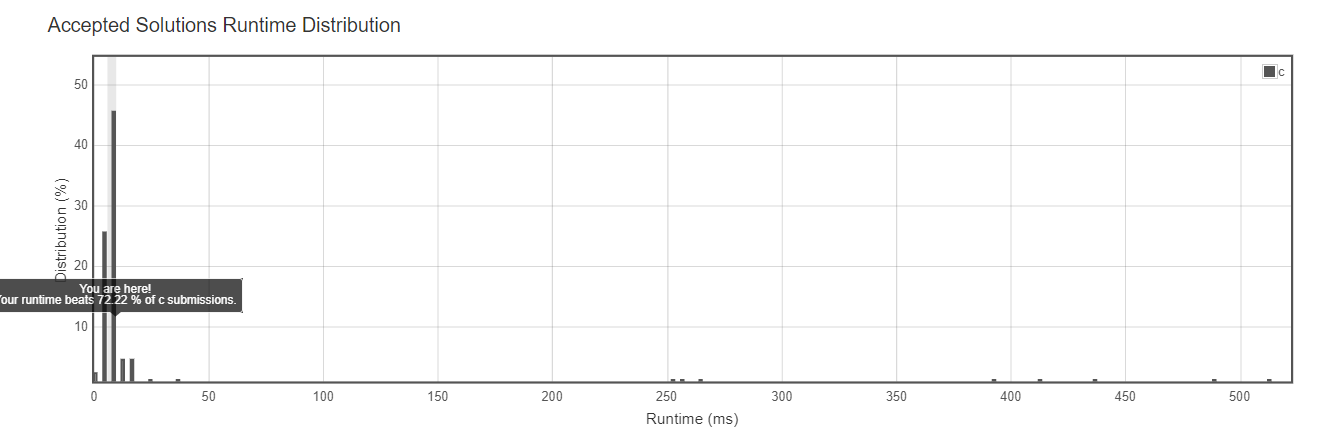 Accepted Solutions Runtime Distribution
c
50
40
30
20
10
Distribution (%)
You are here!
our runtime beats 72.22 % of c submissions.
0 50 100 150 200 250 300 350 400 450 500
Runtime (ms)